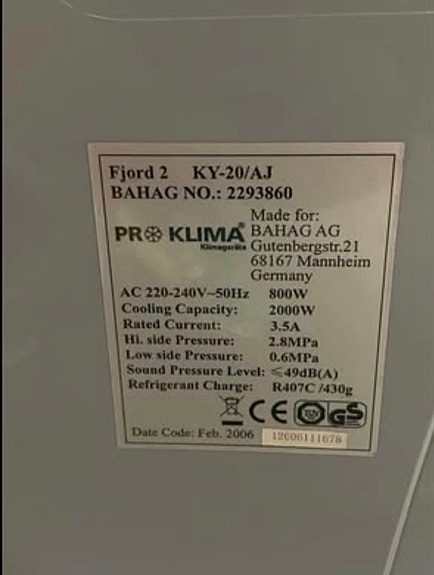 Fjord 2 KY-20/AJ
BAHAG NO.: 2293860
Made for:
PRO KLIMA BAHAG AG
Klimageräte Gutenbergstr.21
68167 Mannheim
Germany
AC 220-240V~50Hz 800W
Cooling Capacity: 2000W
Rated Current: 3.5A
Hi. side Pressure: 2.8MPa
Low side Pressure: 0.6MPa
Sound Pressure Level: ≤49dB(A)
Refrigerant Charge: R407C /430g
CE TÜV GS
Date Code: Feb. 2006 12606111678